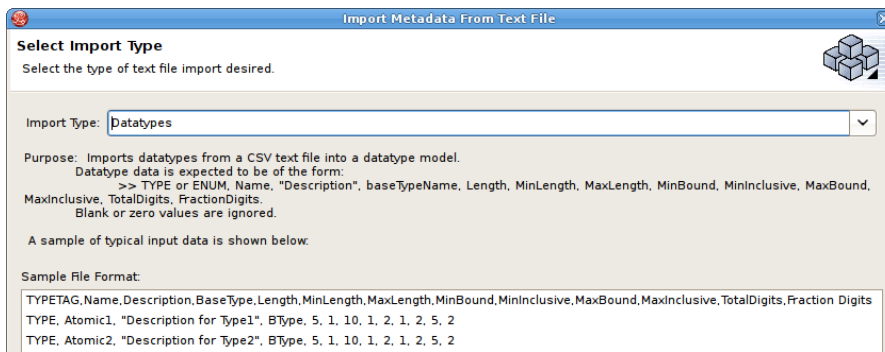 Import Metadata From Text File
Select Import Type
Select the type of text file import desired.
Import Type: Datatypes
Purpose: Imports datatypes from a CSV text file into a datatype model.
Datatype data is expected to be of the form:
>> TYPE or ENUM, Name, "Description", baseTypeName, Length, MinLength, MaxLength, MinBound, MinInclusive, MaxBound,
MaxInclusive, TotalDigits, FractionDigits.
Blank or zero values are ignored.
A sample of typical input data is shown below:
Sample File Format:
TYPETAG,Name,Description,BaseType,Length,MinLength,MaxLength,MinBound,MinInclusive,MaxBound,MaxInclusive,TotalDigits,Fraction Digits
TYPE, Atomic1, "Description for Type1", BType, 5, 1, 10, 1, 2, 1, 2, 5, 2
TYPE, Atomic2, "Description for Type2", BType, 5, 1, 10, 1, 2, 1, 2, 5, 2